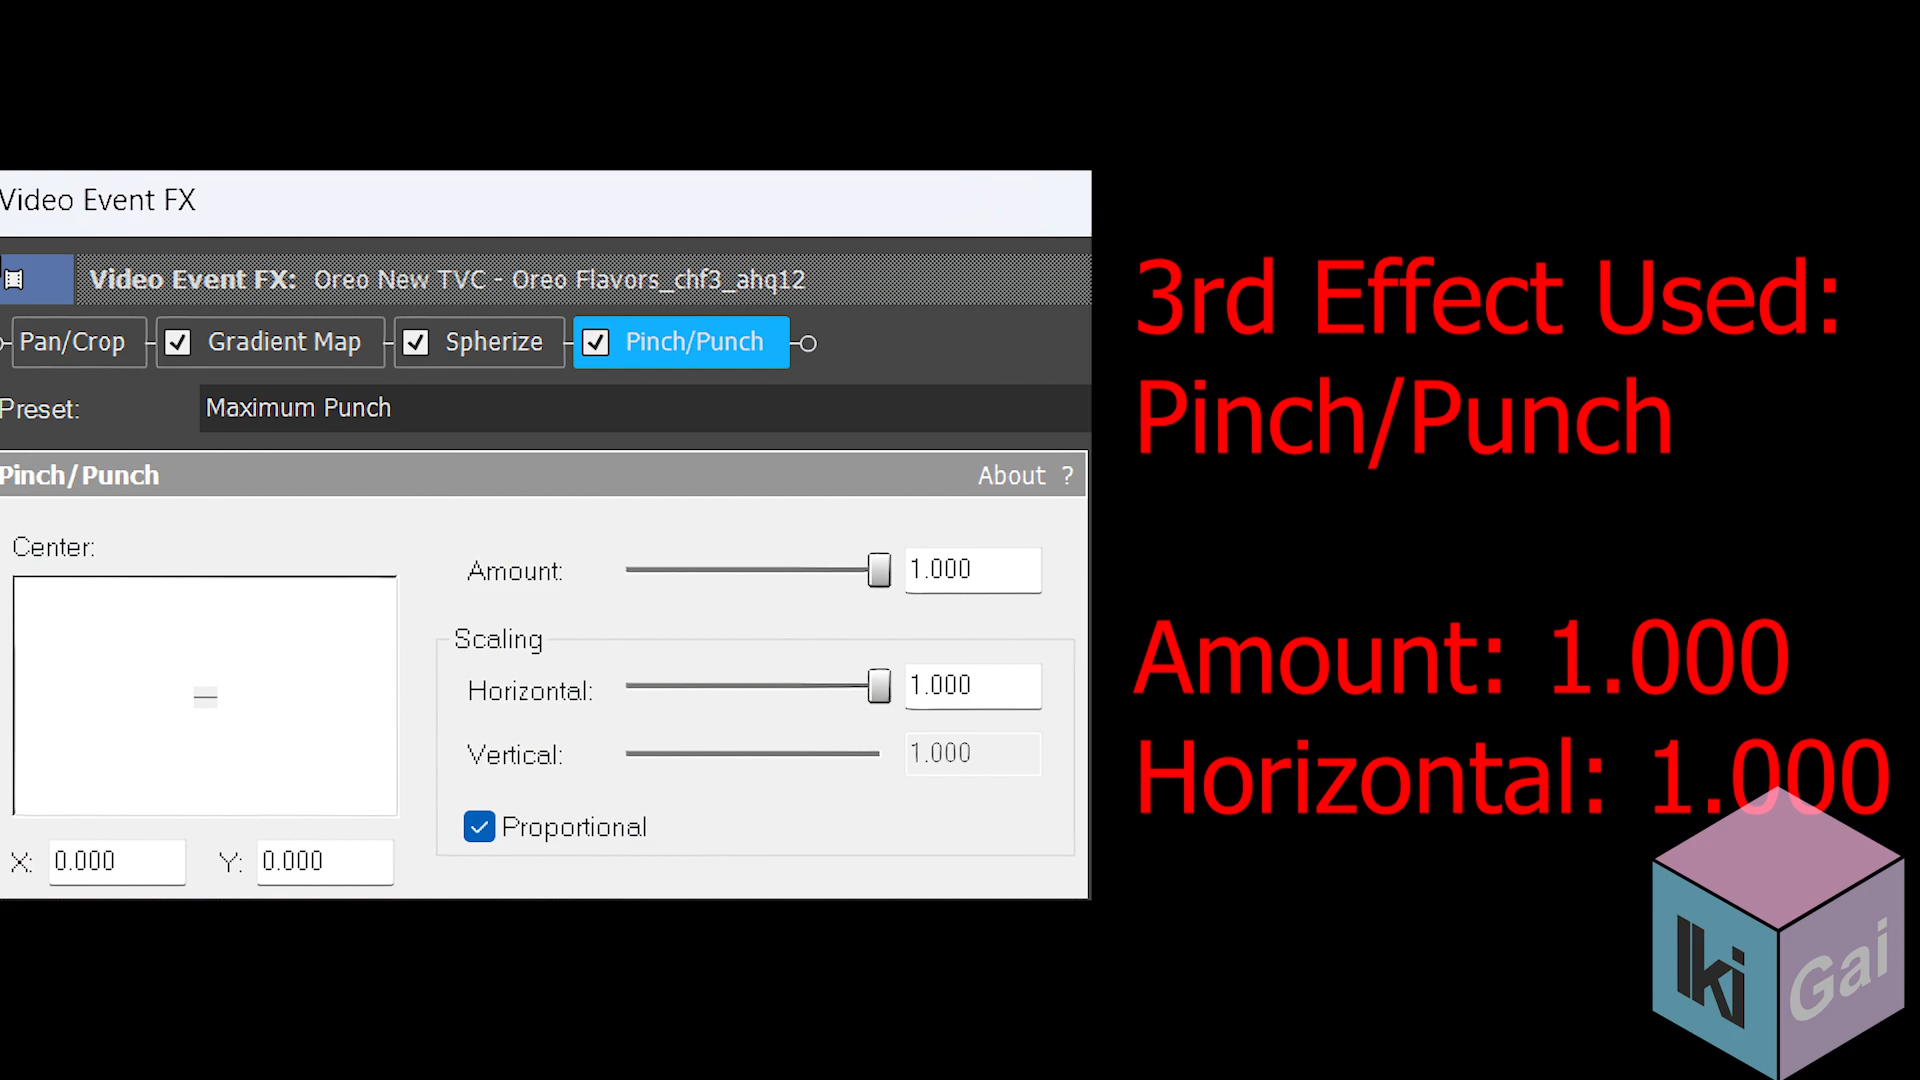 Video Event FX
Video Event FX: Oreo New TVC - Oreo Flavors_chf3_ahq12
Pan/Crop Gradient Map Spherize Pinch/Punch
Preset: Maximum Punch
Pinch/Punch About ?
Center:
Amount: 1.000
Scaling
Horizontal: 1.000
Vertical: 1.000
Proportional
X: 0.000 Y: 0.000
3rd Effect Used:
Pinch/Punch
Amount: 1.000
Horizontal: 1.000
Iki
Gai